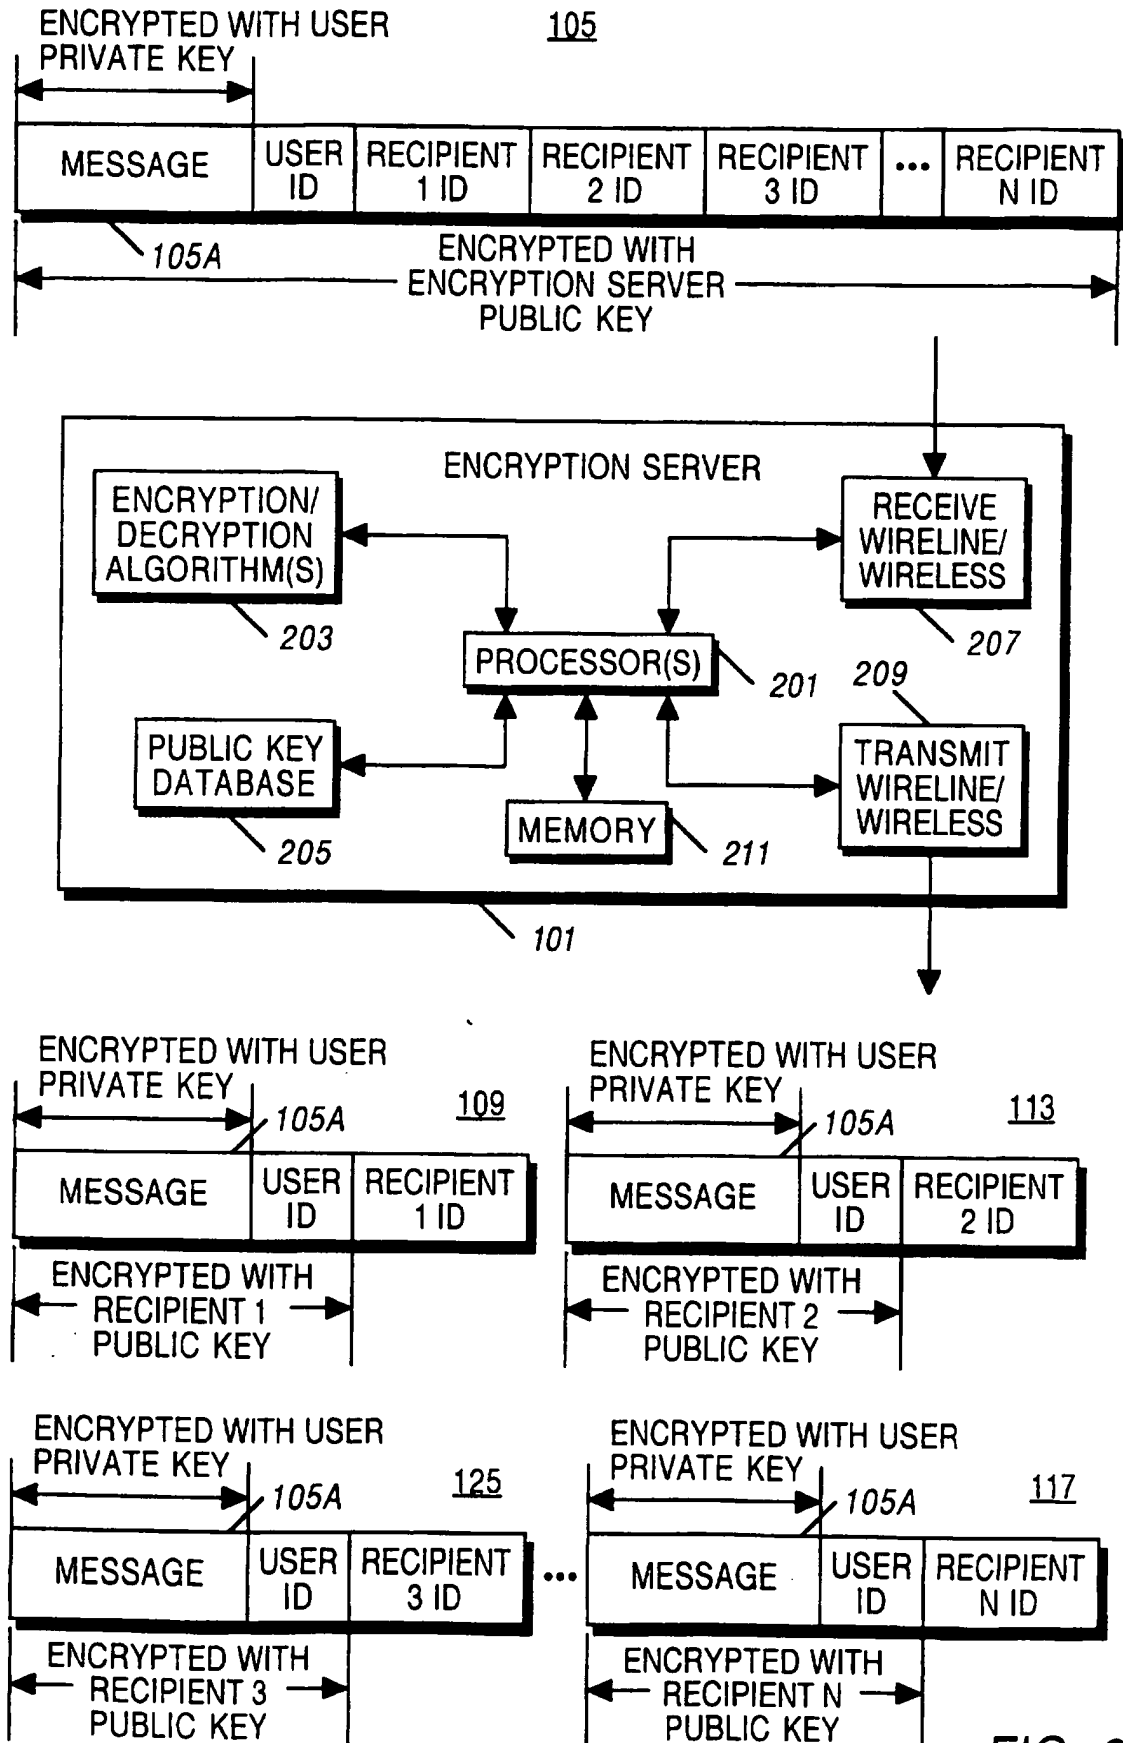 ENCRYPTED WITH USER
PRIVATE KEY
105
MESSAGE
USER
ID
RECIPIENT
1 ID
RECIPIENT
2 ID
RECIPIENT
3 ID
...
RECIPIENT
N ID
105A
ENCRYPTED WITH
ENCRYPTION SERVER
PUBLIC KEY
ENCRYPTION SERVER
ENCRYPTION/
DECRYPTION
ALGORITHM(S)
203
RECEIVE
WIRELINE/
WIRELESS
207
PROCESSOR(S)
201
209
PUBLIC KEY
DATABASE
205
MEMORY
211
TRANSMIT
WIRELINE/
WIRELESS
101
ENCRYPTED WITH USER
PRIVATE KEY
109
105A
MESSAGE
USER
ID
RECIPIENT
1 ID
ENCRYPTED WITH
RECIPIENT 1
PUBLIC KEY
ENCRYPTED WITH USER
PRIVATE KEY
113
105A
MESSAGE
USER
ID
RECIPIENT
2 ID
ENCRYPTED WITH
RECIPIENT 2
PUBLIC KEY
ENCRYPTED WITH USER
PRIVATE KEY
125
105A
MESSAGE
USER
ID
RECIPIENT
3 ID
ENCRYPTED WITH
RECIPIENT 3
PUBLIC KEY
...
ENCRYPTED WITH USER
PRIVATE KEY
117
105A
MESSAGE
USER
ID
RECIPIENT
N ID
ENCRYPTED WITH
RECIPIENT N
PUBLIC KEY